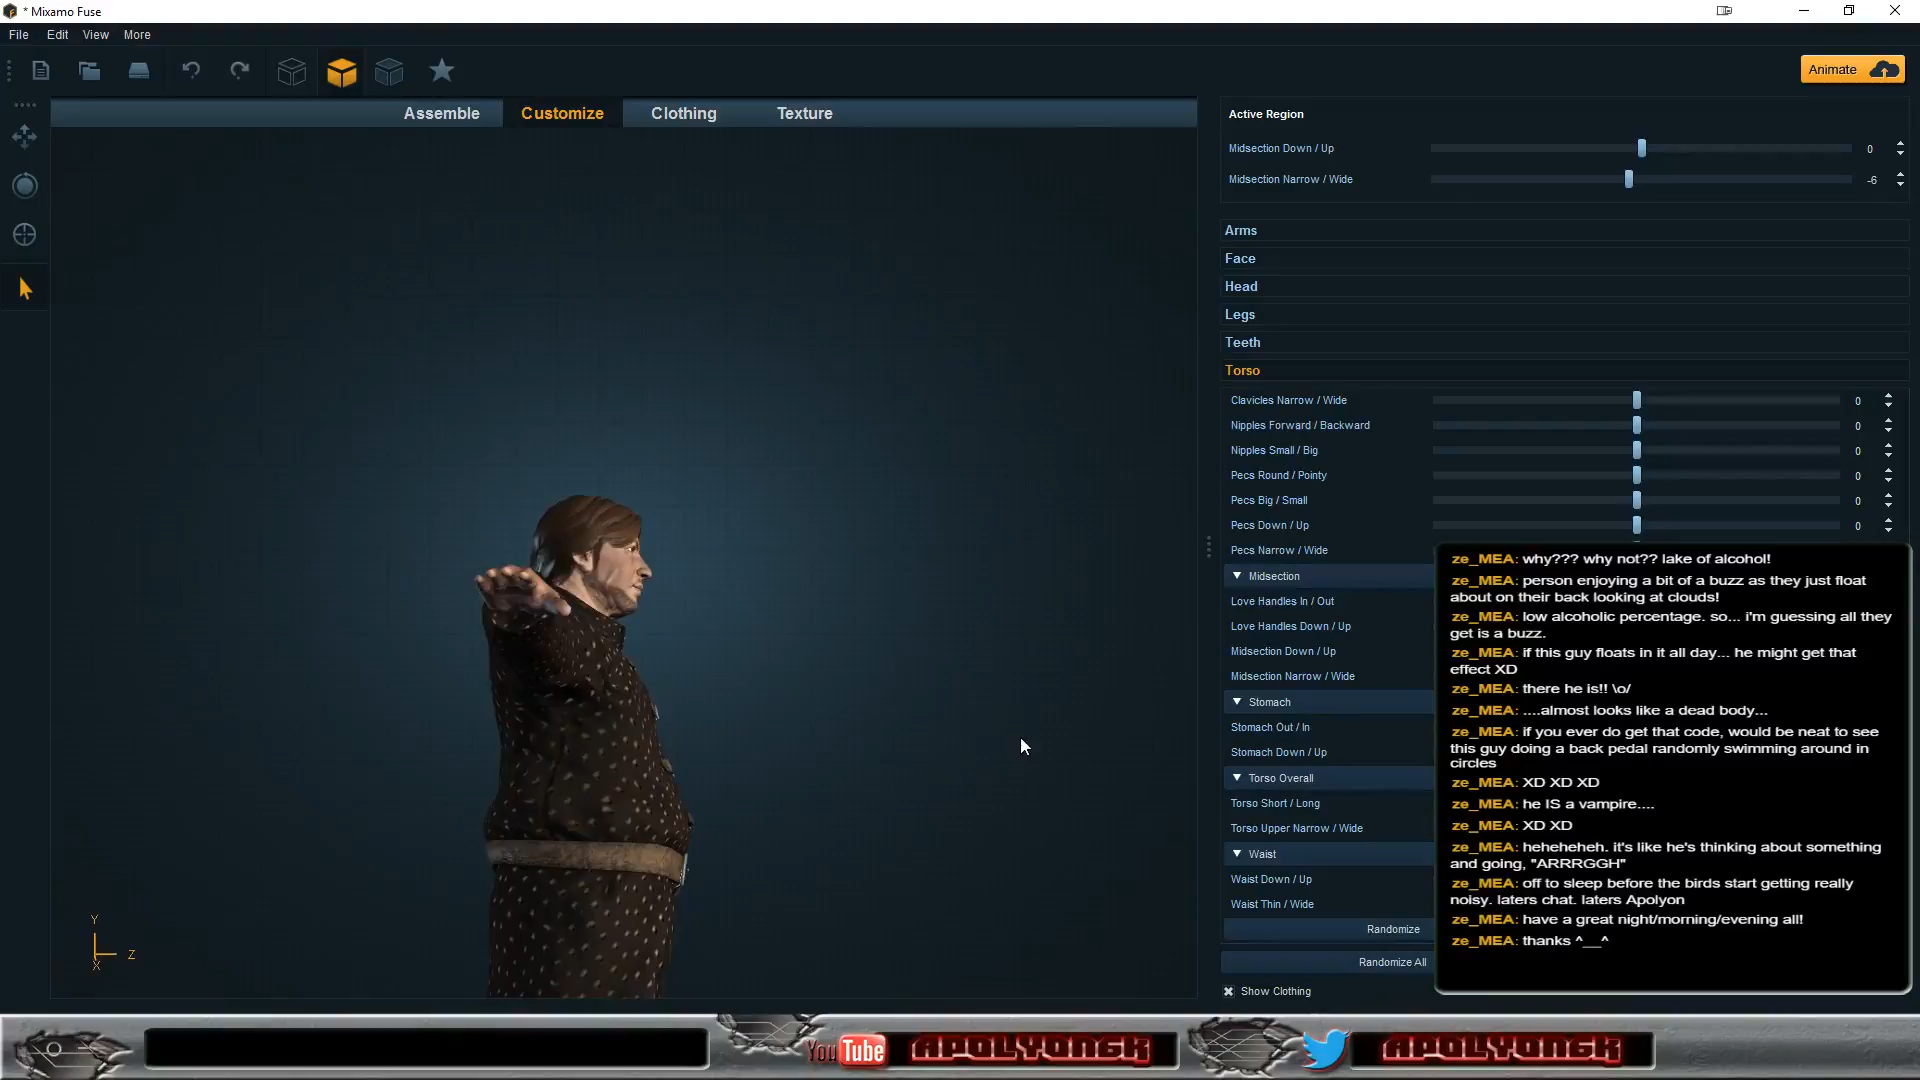 * Mixamo Fuse
File Edit View More
Animate
Assemble Customize Clothing Texture
Active Region
Midsection Down / Up 0
Midsection Narrow / Wide -6
Arms
Face
Head
Legs
Teeth
Torso
Clavicles Narrow / Wide 0
Nipples Forward / Backward 0
Nipples Small / Big 0
Pecs Round / Pointy 0
Pecs Big / Small 0
Pecs Down / Up 0
Pecs Narrow / Wide
Midsection
Love Handles In / Out
Love Handles Down / Up
Midsection Down / Up
Midsection Narrow / Wide
Stomach
Stomach Out / In
Stomach Down / Up
Torso Overall
Torso Short / Long
Torso Upper Narrow / Wide
Waist
Waist Down / Up
Waist Thin / Wide
Randomize
Randomize All
Show Clothing
ze_MEA: why??? why not?? lake of alcohol!
ze_MEA: person enjoying a bit of a buzz as they just float
about on their back looking at clouds!
ze_MEA: low alcoholic percentage. so... i'm guessing all they
get is a buzz.
ze_MEA: if this guy floats in it all day... he might get that
effect XD
ze_MEA: there he is!! \o/
ze_MEA: ....almost looks like a dead body...
ze_MEA: if you ever do get that code, would be neat to see
this guy doing a back pedal randomly swimming around in
circles
ze_MEA: XD XD XD
ze_MEA: he IS a vampire....
ze_MEA: XD XD
ze_MEA: heheheheh. it's like he's thinking about something
and going, "ARRRGGH"
ze_MEA: off to sleep before the birds start getting really
noisy. laters chat. laters Apolyon
ze_MEA: have a great night/morning/evening all!
ze_MEA: thanks ^__^
Y
Z
X
YouTube APOLYON6K APOLYON6K